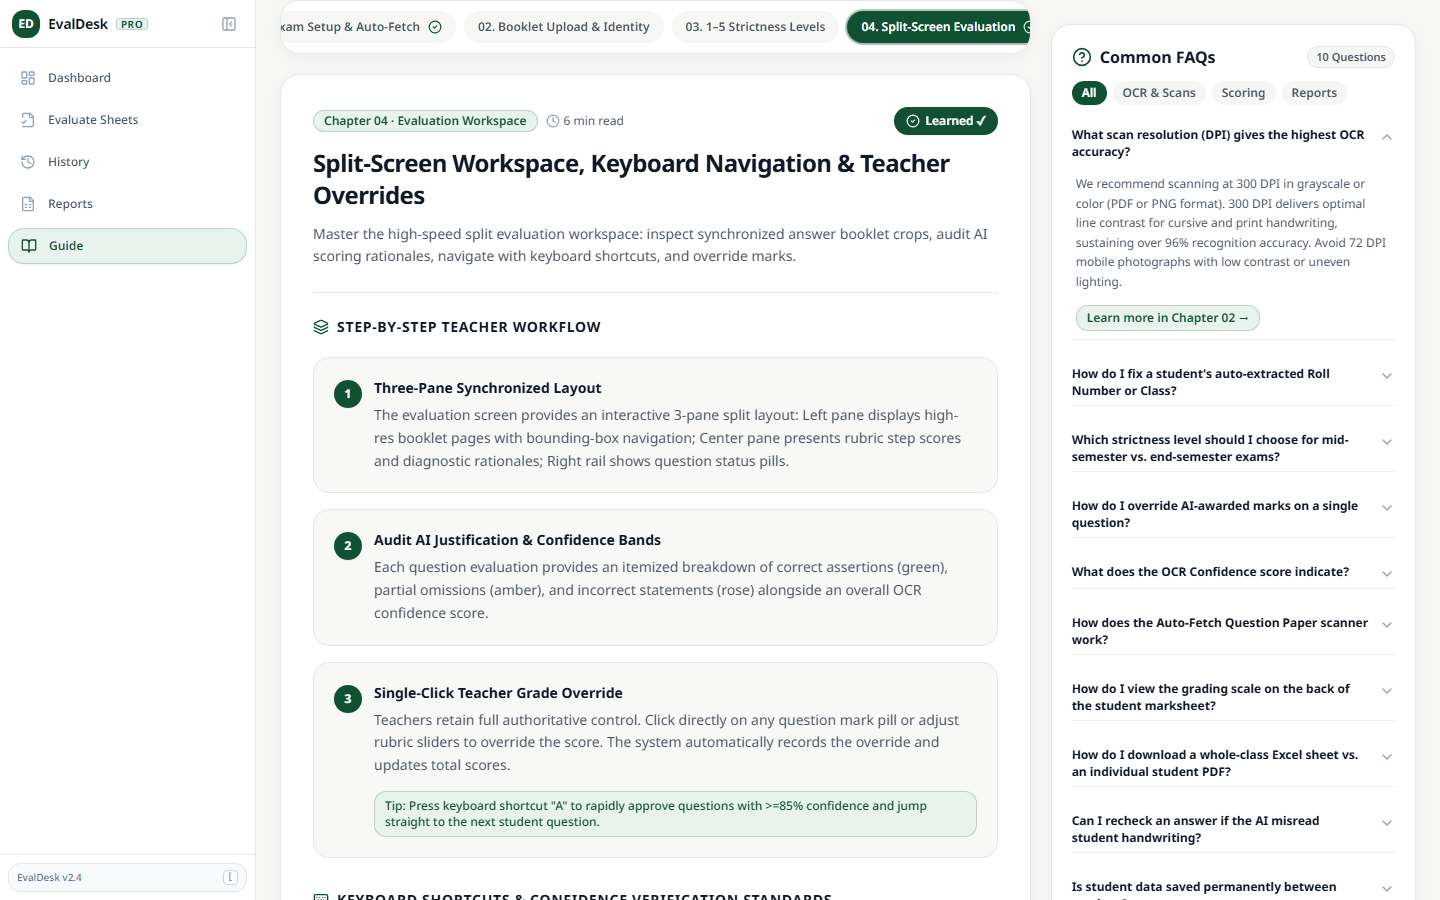 ED EvalDesk PRO
Dashboard
Evaluate Sheets
History
Reports
Guide
EvalDesk v2.4 [
xam Setup & Auto-Fetch
02. Booklet Upload & Identity
03. 1–5 Strictness Levels
04. Split-Screen Evaluation
Chapter 04 · Evaluation Workspace
6 min read
Learned ✓
Split-Screen Workspace, Keyboard Navigation & Teacher
Overrides
Master the high-speed split evaluation workspace: inspect synchronized answer booklet crops, audit AI
scoring rationales, navigate with keyboard shortcuts, and override marks.
STEP-BY-STEP TEACHER WORKFLOW
1
Three-Pane Synchronized Layout
The evaluation screen provides an interactive 3-pane split layout: Left pane displays high-
res booklet pages with bounding-box navigation; Center pane presents rubric step scores
and diagnostic rationales; Right rail shows question status pills.
2
Audit AI Justification & Confidence Bands
Each question evaluation provides an itemized breakdown of correct assertions (green),
partial omissions (amber), and incorrect statements (rose) alongside an overall OCR
confidence score.
3
Single-Click Teacher Grade Override
Teachers retain full authoritative control. Click directly on any question mark pill or adjust
rubric sliders to override the score. The system automatically records the override and
updates total scores.
Tip: Press keyboard shortcut "A" to rapidly approve questions with >=85% confidence and jump
straight to the next student question.
KEYBOARD SHORTCUTS & CONFIDENCE VERIFICATION STANDARDS
Common FAQs
10 Questions
All
OCR & Scans
Scoring
Reports
What scan resolution (DPI) gives the highest OCR
accuracy?
We recommend scanning at 300 DPI in grayscale or
color (PDF or PNG format). 300 DPI delivers optimal
line contrast for cursive and print handwriting,
sustaining over 96% recognition accuracy. Avoid 72 DPI
mobile photographs with low contrast or uneven
lighting.
Learn more in Chapter 02 →
How do I fix a student's auto-extracted Roll
Number or Class?
Which strictness level should I choose for mid-
semester vs. end-semester exams?
How do I override AI-awarded marks on a single
question?
What does the OCR Confidence score indicate?
How does the Auto-Fetch Question Paper scanner
work?
How do I view the grading scale on the back of
the student marksheet?
How do I download a whole-class Excel sheet vs.
an individual student PDF?
Can I recheck an answer if the AI misread
student handwriting?
Is student data saved permanently between